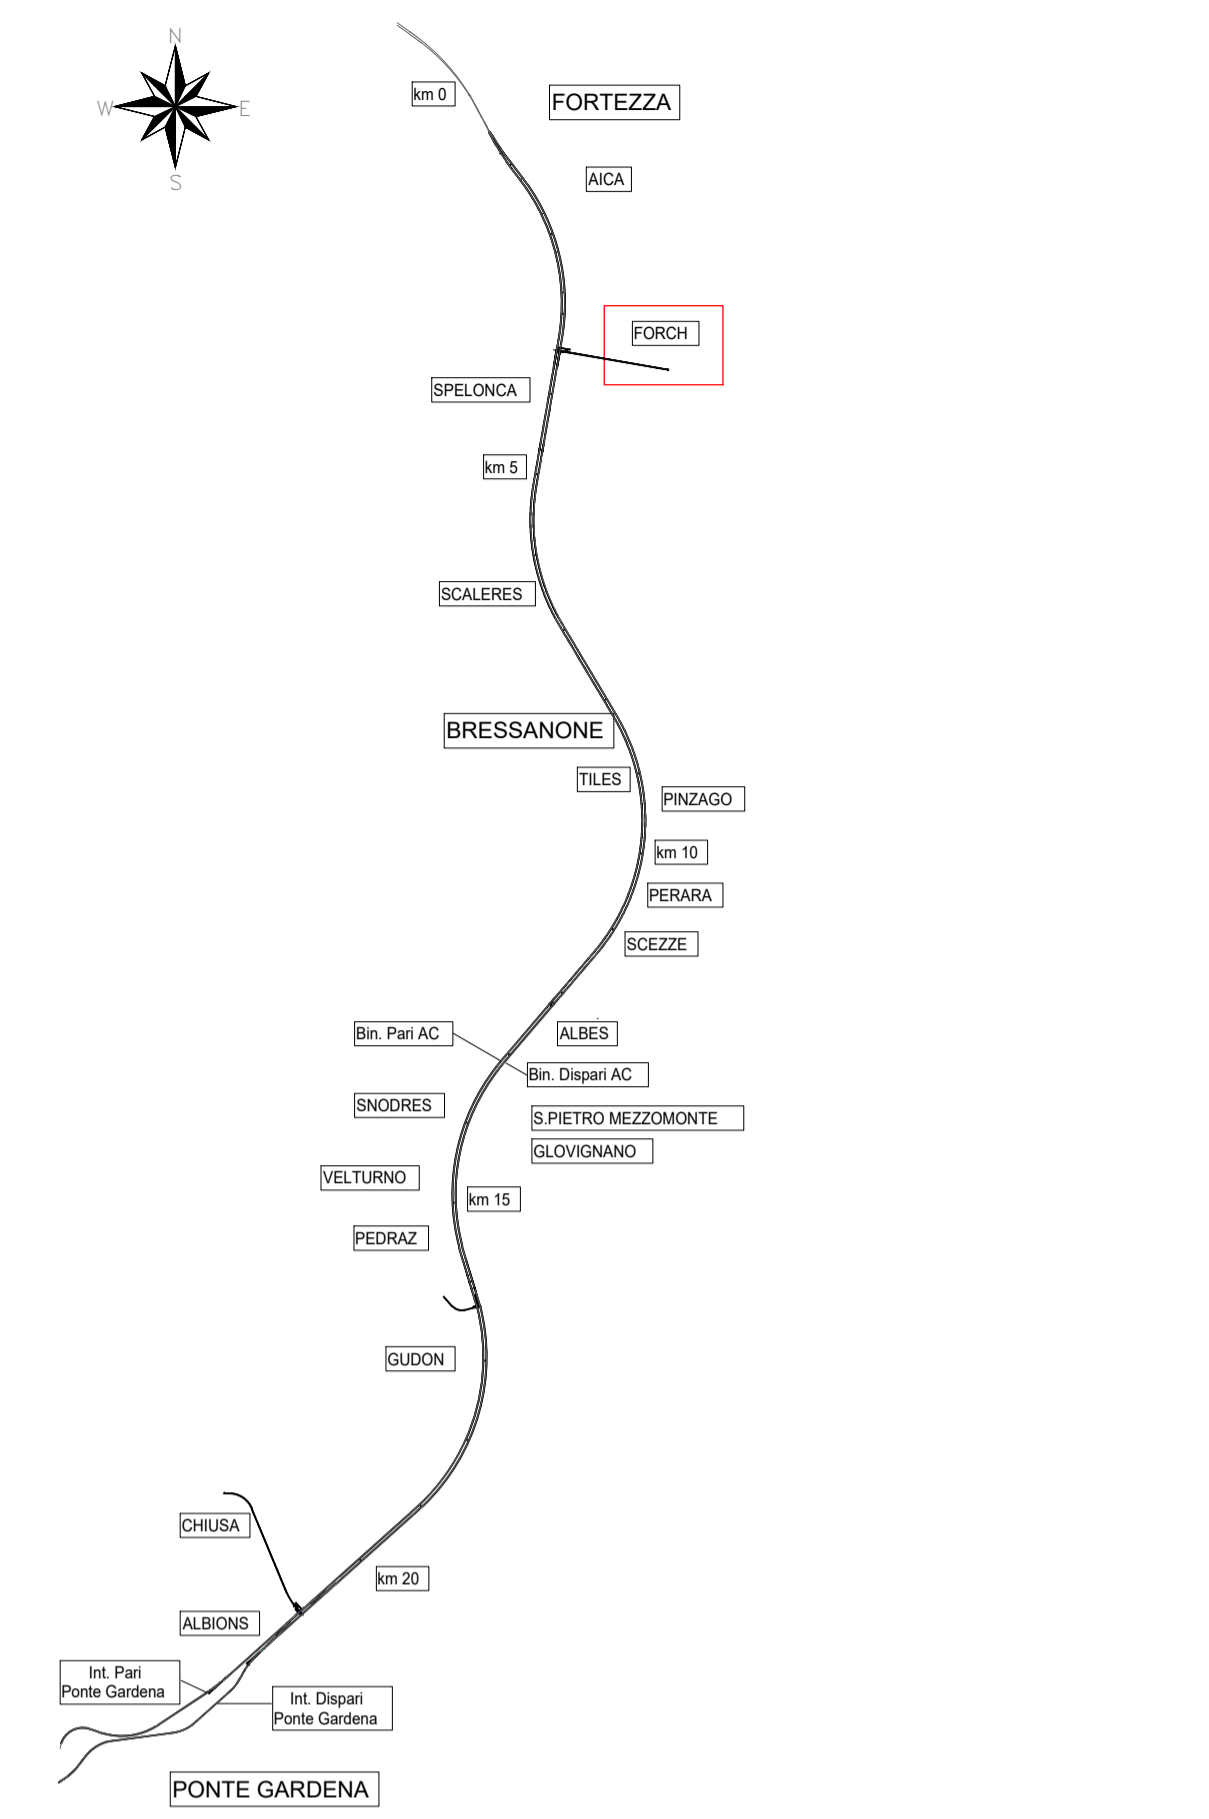 N
W
E
S
km 0
FORTEZZA
AICA
FORCH
SPELONCA
km 5
SCALERES
BRESSANONE
TILES
PINZAGO
km 10
PERARA
SCEZZE
Bin. Pari AC
ALBES
Bin. Dispari AC
SNODRES
S.PIETRO MEZZOMONTE
GLOVIGNANO
VELTURNO
km 15
PEDRAZ
GUDON
CHIUSA
km 20
ALBIONS
Int. Pari
Ponte Gardena
Int. Dispari
Ponte Gardena
PONTE GARDENA